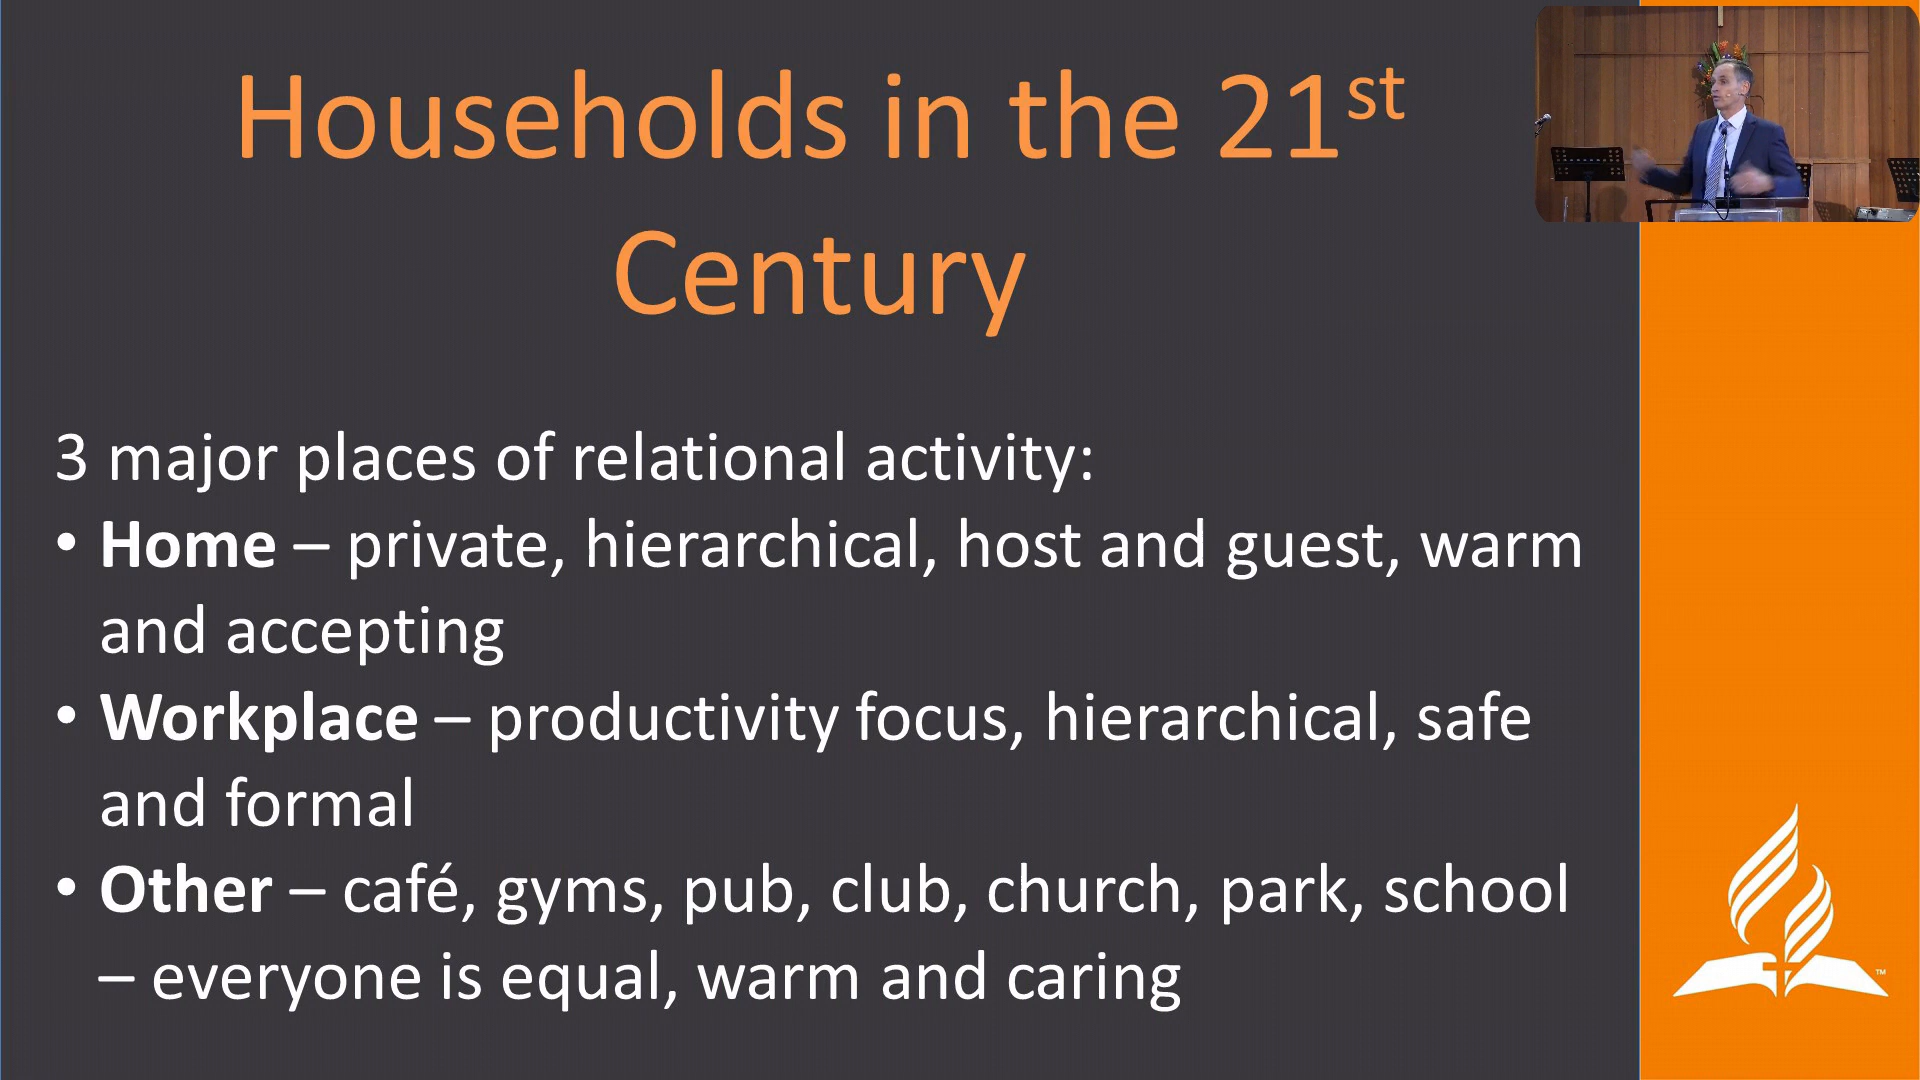 Households in the 21st
Century
3 major places of relational activity:
• Home – private, hierarchical, host and guest, warm
and accepting
• Workplace – productivity focus, hierarchical, safe
and formal
• Other – café, gyms, pub, club, church, park, school
– everyone is equal, warm and caring
™